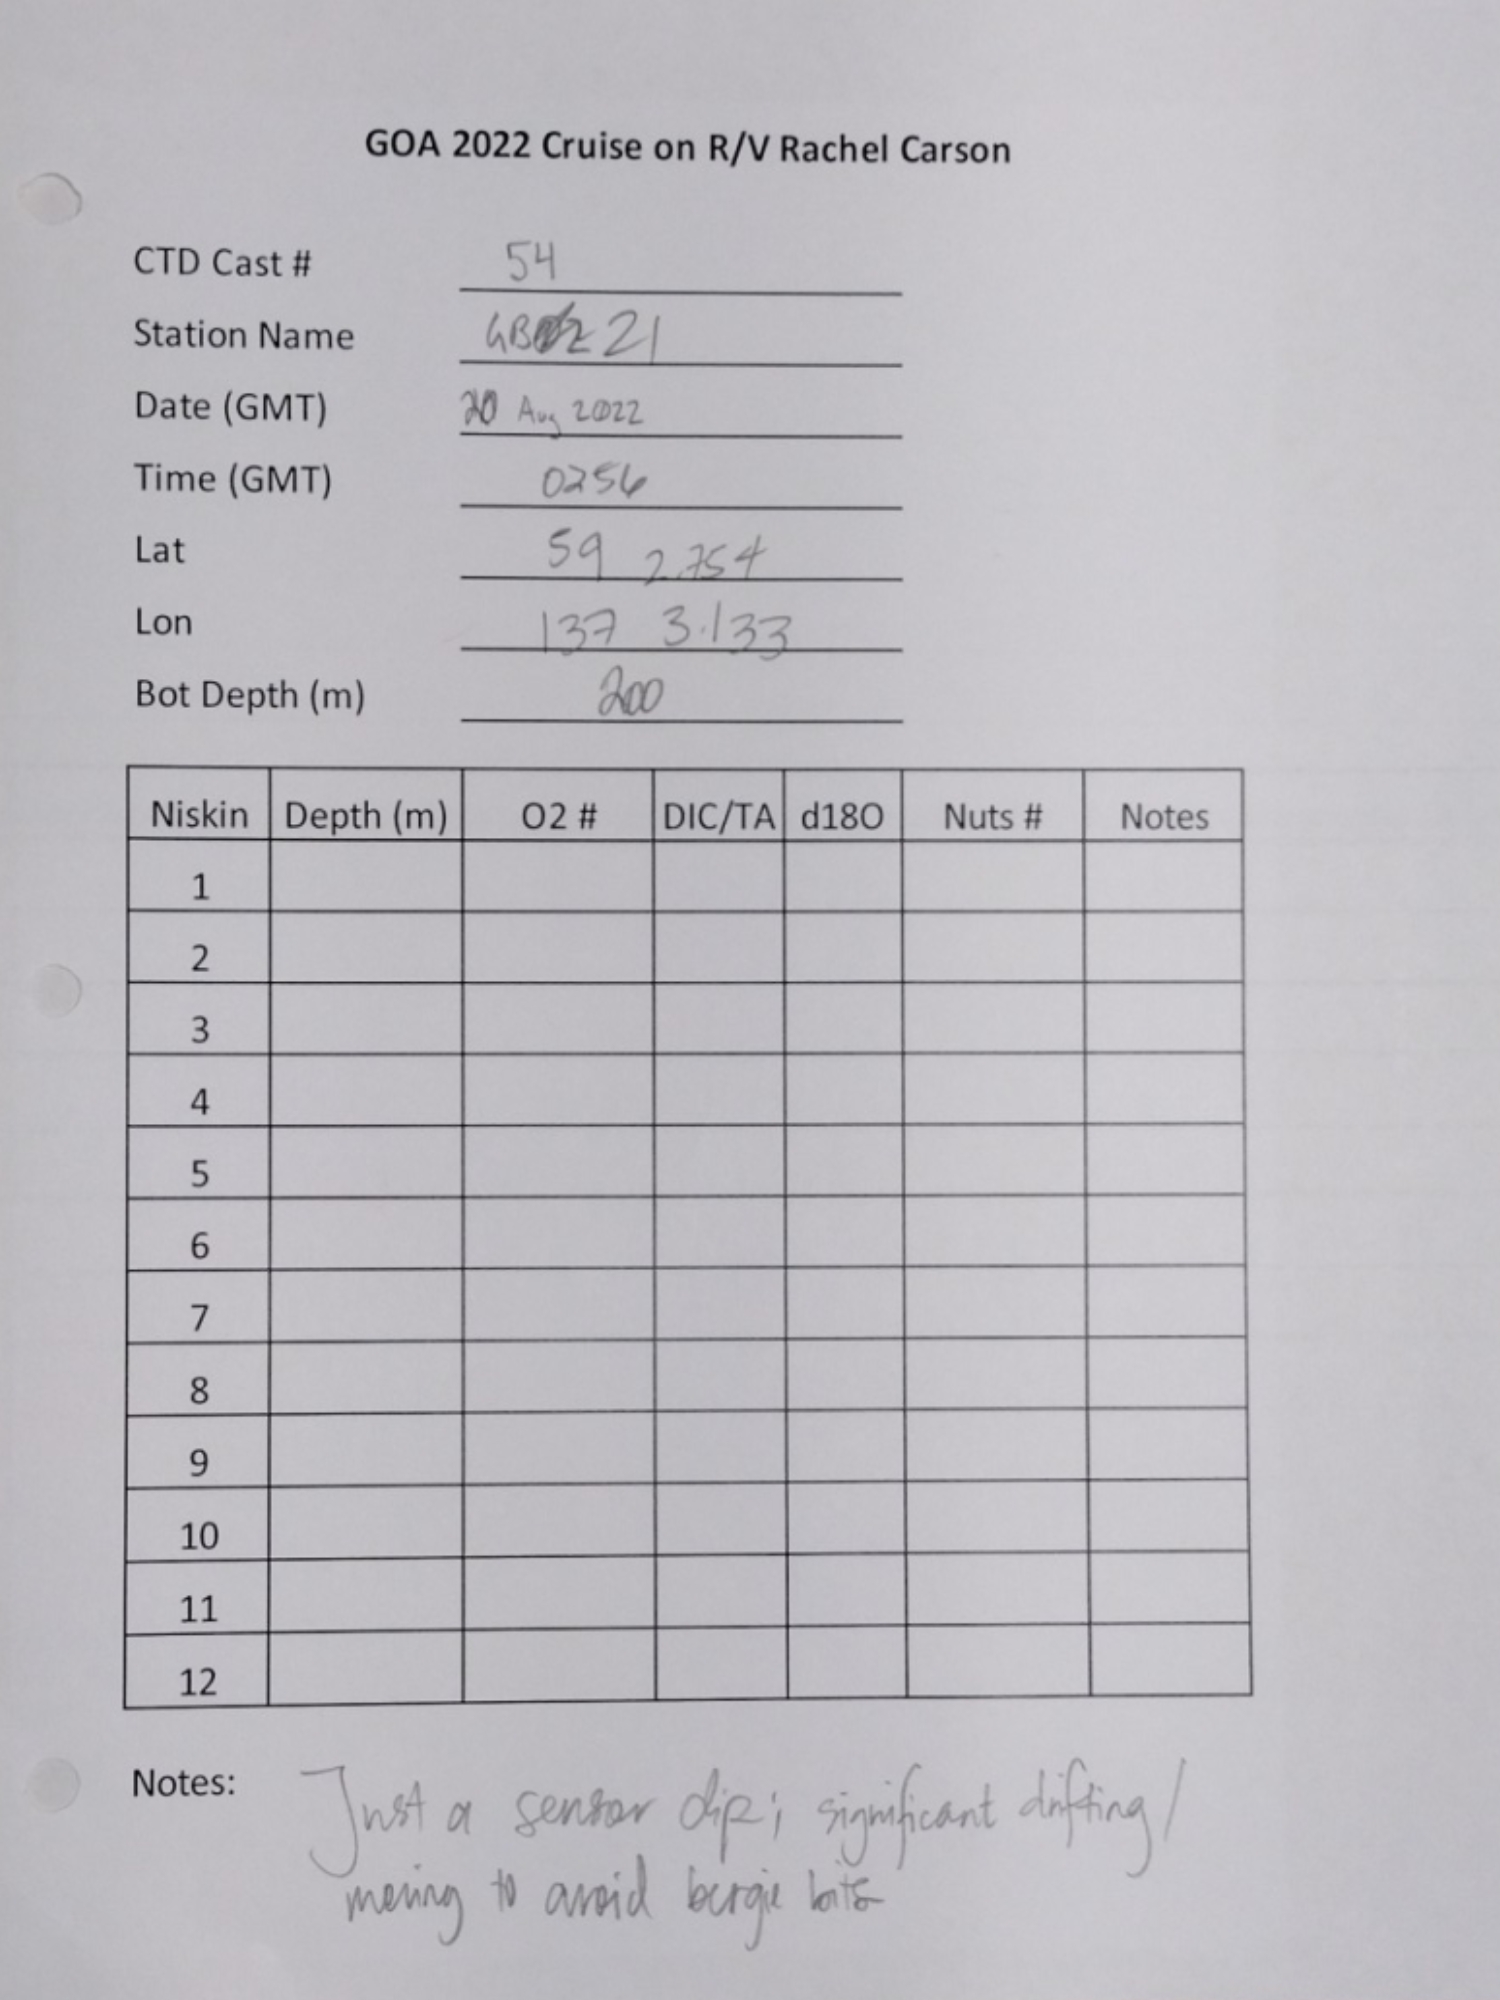 GOA 2022 Cruise on R/V Rachel Carson
CTD Cast # 54
Station Name GB 21
Date (GMT) 20 Aug 2022
Time (GMT) 0256
Lat 59 2.754
Lon 137 3.133
Bot Depth (m) 200
Niskin Depth (m) O2 # DIC/TA d18O Nuts # Notes
1
2
3
4
5
6
7
8
9
10
11
12
Notes: Just a sensor dip; significant drifting/
moving to avoid bergie bits